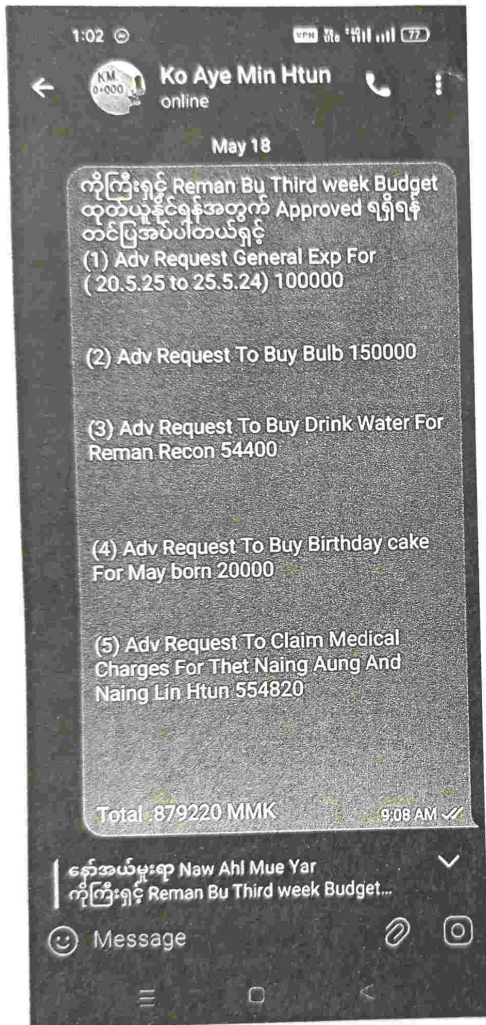 1:02
VPN
77
KM.
0+000
Ko Aye Min Htun
online
May 18
ကိုကြီးရှင့် Reman Bu Third week Budget
ထုတ်ယူနိုင်ရန်အတွက် Approved ရရှိရန်
တင်ပြအပ်ပါတယ်ရှင့်
(1) Adv Request General Exp For
( 20.5.25 to 25.5.24) 100000
(2) Adv Request To Buy Bulb 150000
(3) Adv Request To Buy Drink Water For
Reman Recon 54400
(4) Adv Request To Buy Birthday cake
For May born 20000
(5) Adv Request To Claim Medical
Charges For Thet Naing Aung And
Naing Lin Htun 554820
Total .879220 MMK
9:08 AM
နော်အယ်မူးရာ Naw Ahl Mue Yar
ကိုကြီးရှင့် Reman Bu Third week Budget...
Message